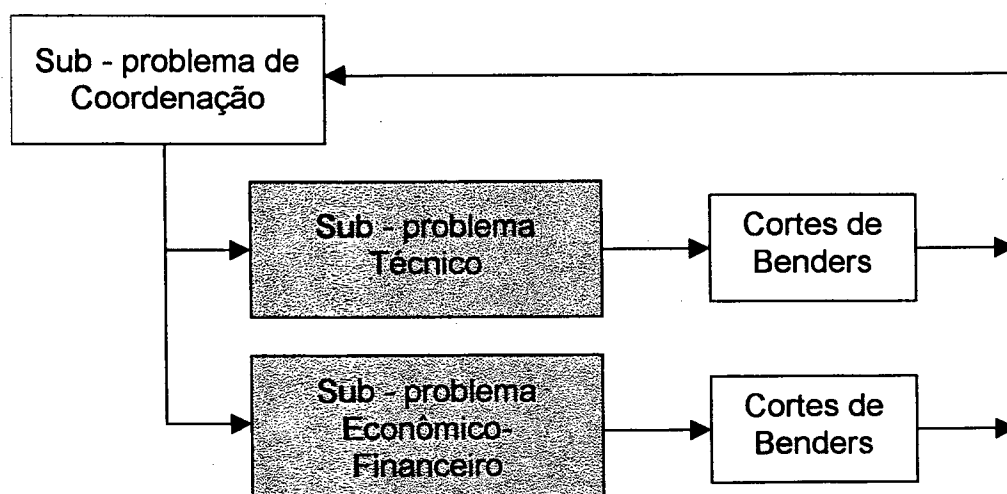 Sub - problema de
Coordenação
Sub - problema
Técnico
Cortes de
Benders
Sub - problema
Econômico-
Financeiro
Cortes de
Benders